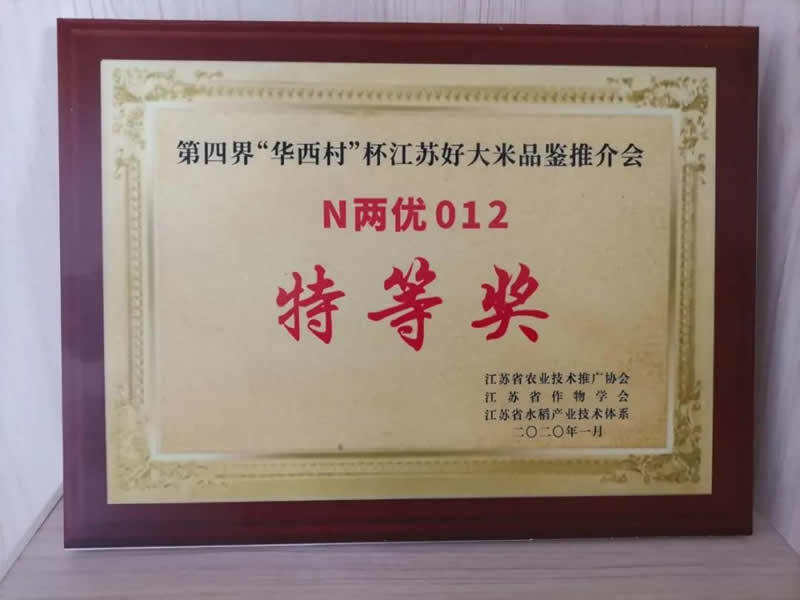 第四界“华西村”杯江苏好大米品鉴推介会
N两优012
特等奖
江苏省农业技术推广协会
江苏省作物学会
江苏省水稻产业技术体系
二〇二〇年一月